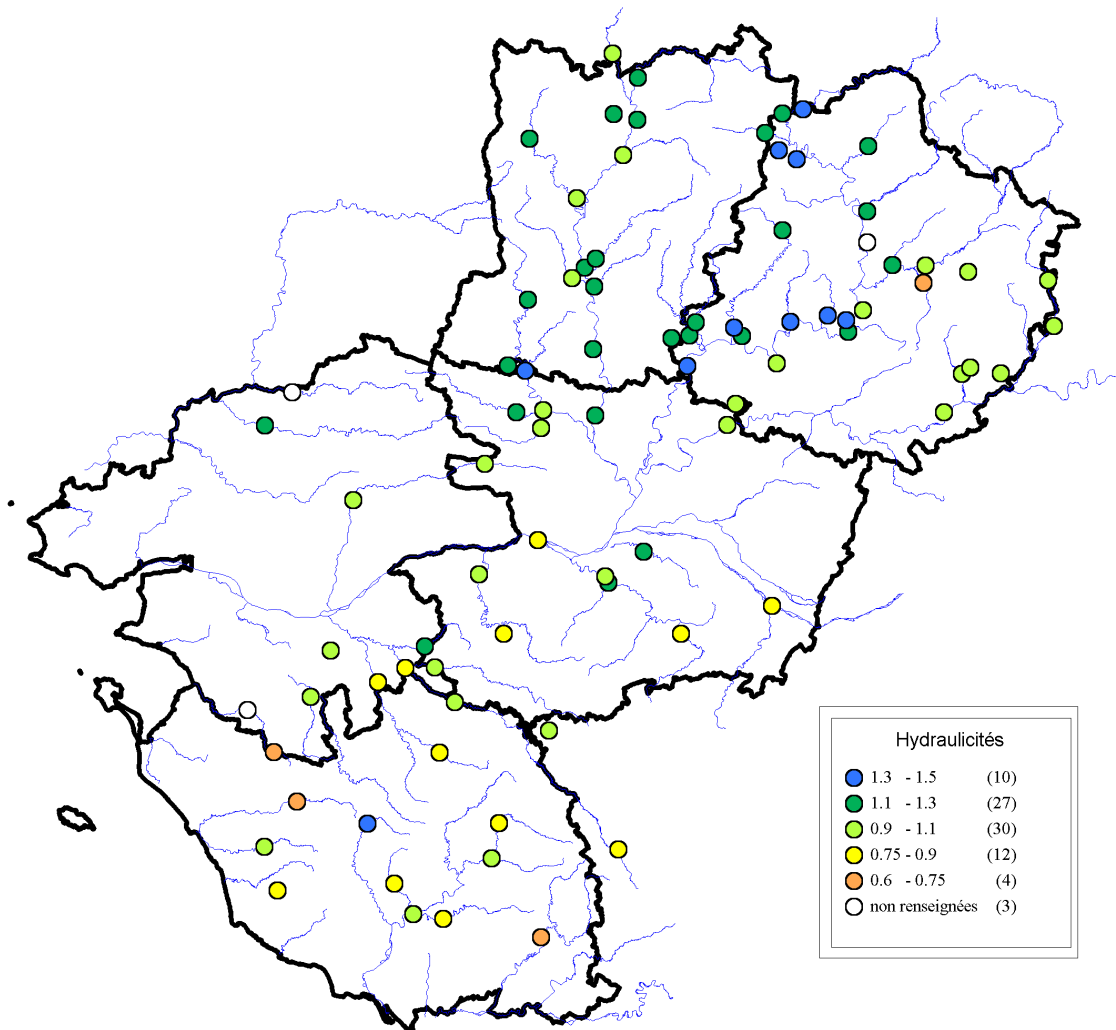 Hydraulicités
1.3 - 1.5 (10)
1.1 - 1.3 (27)
0.9 - 1.1 (30)
0.75 - 0.9 (12)
0.6 - 0.75 (4)
non renseignées (3)